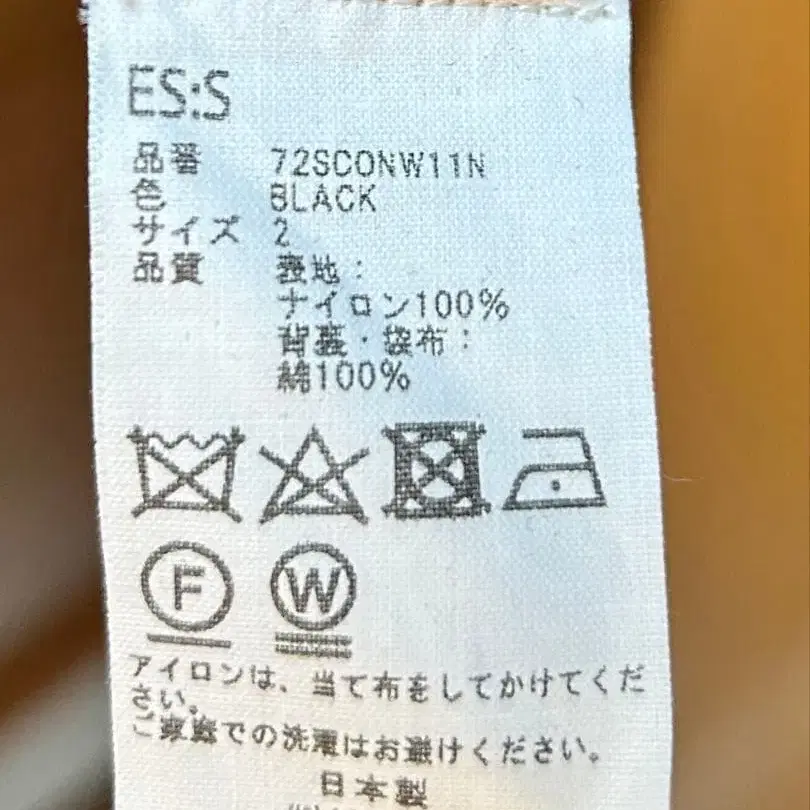 ES:S
品番 72SCONW11N
色 BLACK
サイズ 2
品質 表地：
ナイロン100%
背裏・袋布：
綿100%
F W
アイロンは、当て布をしてかけてくだ
さい。
ご家庭での洗濯はお避けください。
日本製